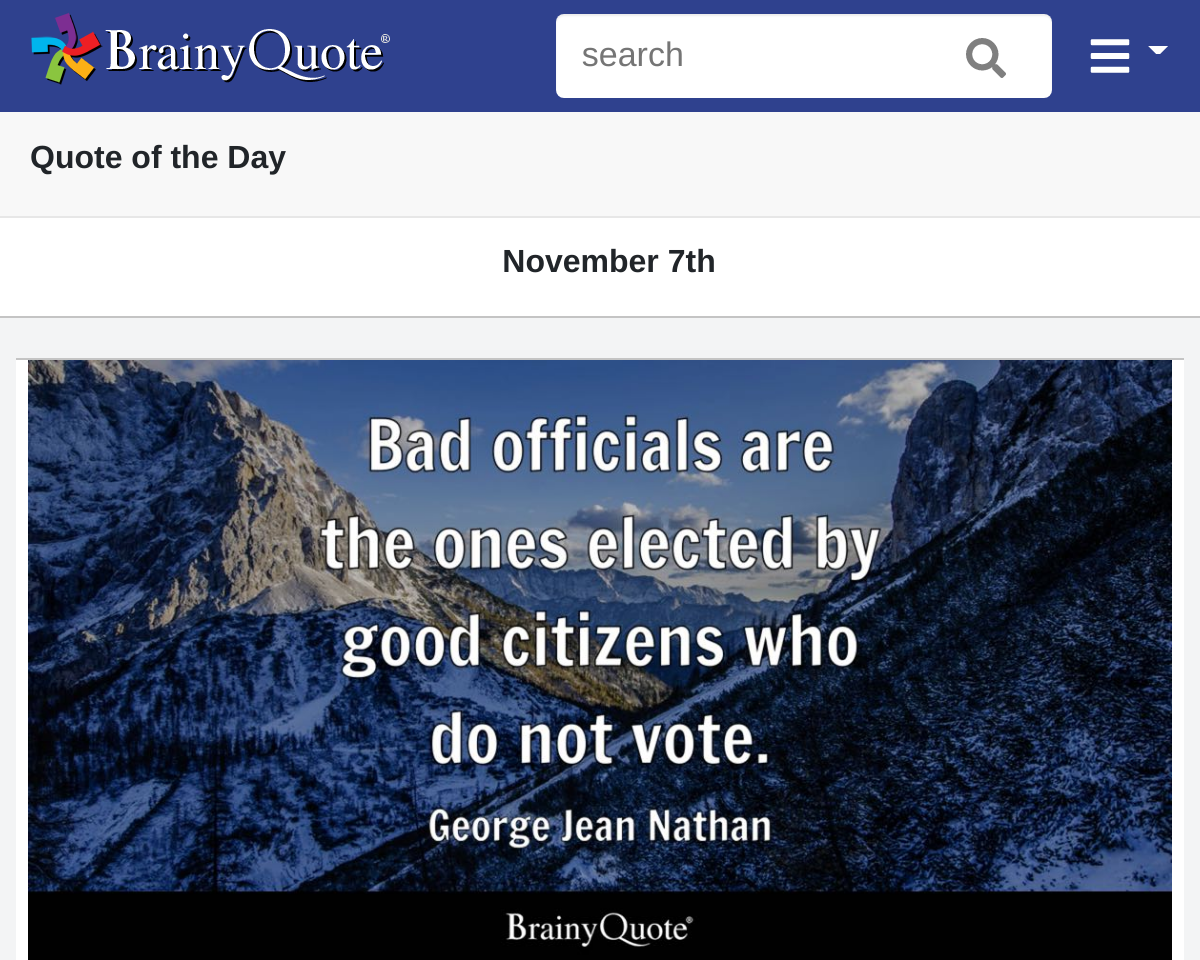 BrainyQuote®
search
Quote of the Day
November 7th
Bad officials are
the ones elected by
good citizens who
do not vote.
George Jean Nathan
BrainyQuote®